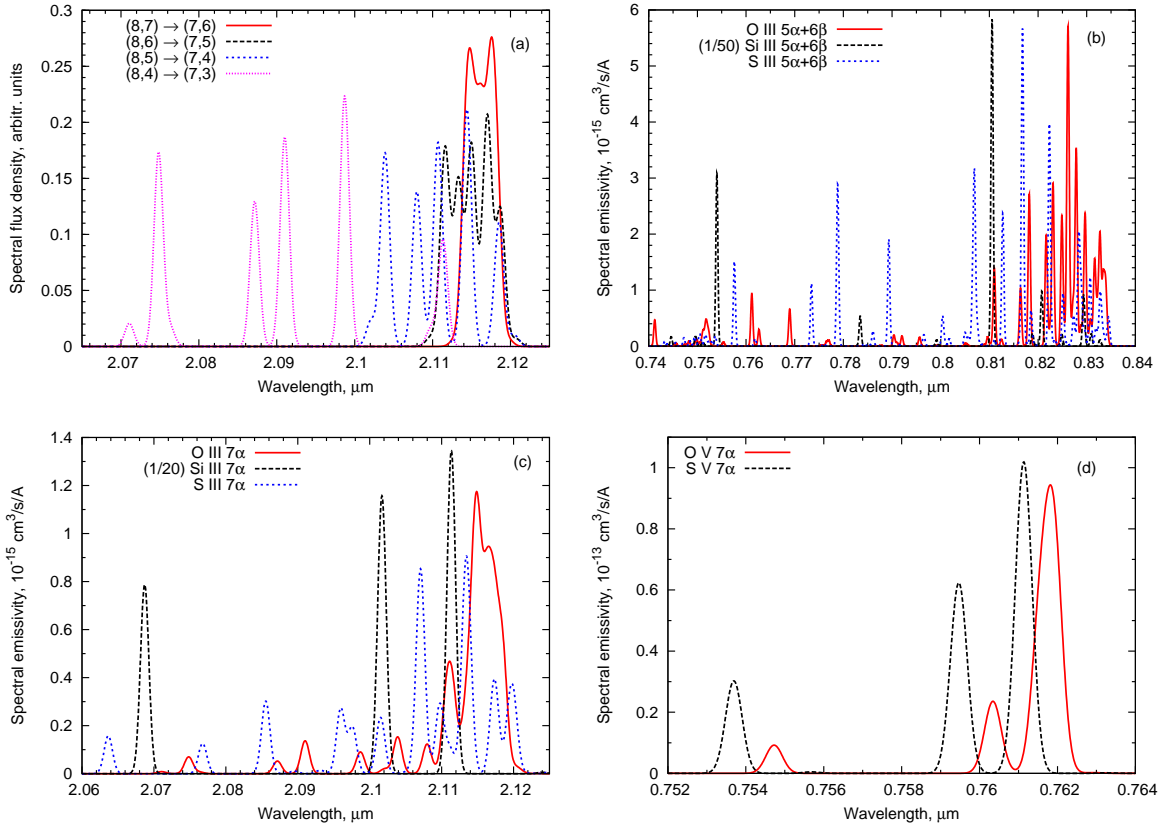 (a)
(8,7) → (7,6)
(8,6) → (7,5)
(8,5) → (7,4)
(8,4) → (7,3)
Spectral flux density, arbitr. units
0.3
0.25
0.2
0.15
0.1
0.05
0
2.07 2.08 2.09 2.1 2.11 2.12
Wavelength, μm
(b)
O III 5α+6β
(1/50) Si III 5α+6β
S III 5α+6β
Spectral emissivity, 10⁻¹⁵ cm³/s/A
6
5
4
3
2
1
0
0.74 0.75 0.76 0.77 0.78 0.79 0.8 0.81 0.82 0.83 0.84
Wavelength, μm
(c)
O III 7α
(1/20) Si III 7α
S III 7α
Spectral emissivity, 10⁻¹⁵ cm³/s/A
1.4
1.2
1
0.8
0.6
0.4
0.2
0
2.06 2.07 2.08 2.09 2.1 2.11 2.12
Wavelength, μm
(d)
O V 7α
S V 7α
Spectral emissivity, 10⁻¹³ cm³/s/A
1
0.8
0.6
0.4
0.2
0
0.752 0.754 0.756 0.758 0.76 0.762 0.764
Wavelength, μm